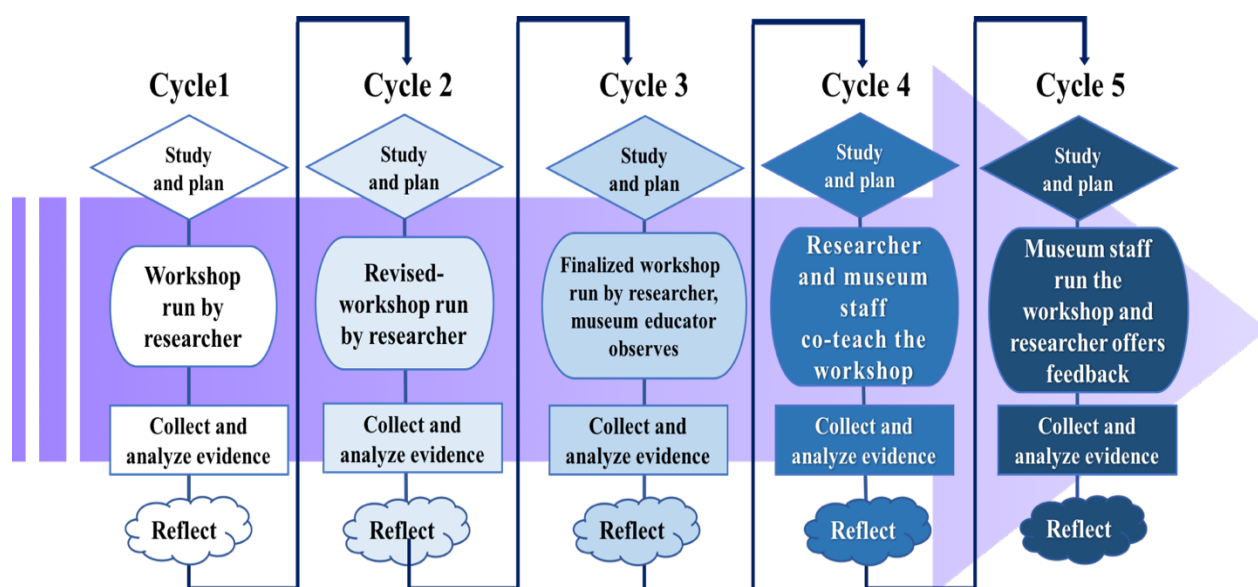 Cycle1
Study
and plan
Workshop
run by
researcher
Collect and
analyze evidence
Reflect
Cycle 2
Study
and plan
Revised-
workshop run
by researcher
Collect and
analyze evidence
Reflect
Cycle 3
Study
and plan
Finalized workshop
run by researcher,
museum educator
observes
Collect and
analyze evidence
Reflect
Cycle 4
Study
and plan
Researcher
and museum
staff
co-teach the
workshop
Collect and
analyze evidence
Reflect
Cycle 5
Study
and plan
Museum staff
run the
workshop and
researcher offers
feedback
Collect and
analyze evidence
Reflect